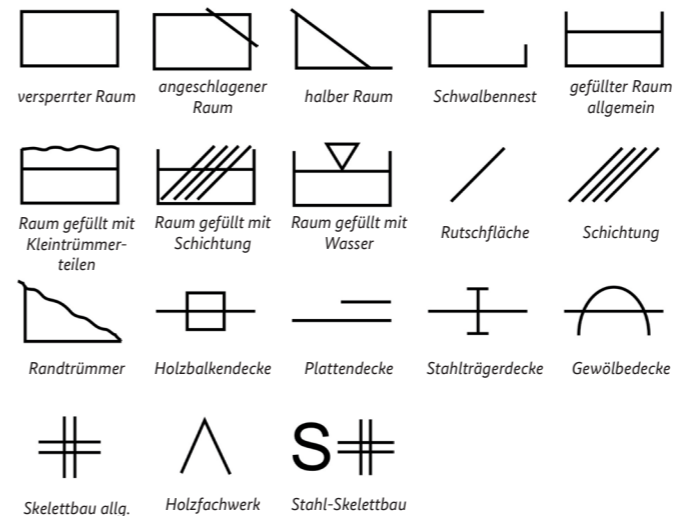 versperrter Raum
angeschlagener
Raum
halber Raum
Schwalbennest
gefüllter Raum
allgemein
Raum gefüllt mit
Kleintrümmer-
teilen
Raum gefüllt mit
Schichtung
Raum gefüllt mit
Wasser
Rutschfläche
Schichtung
Randtrümmer
Holzbalkendecke
Plattendecke
Stahlträgerdecke
Gewölbedecke
S
Skelettbau allg.
Holzfachwerk
Stahl-Skelettbau